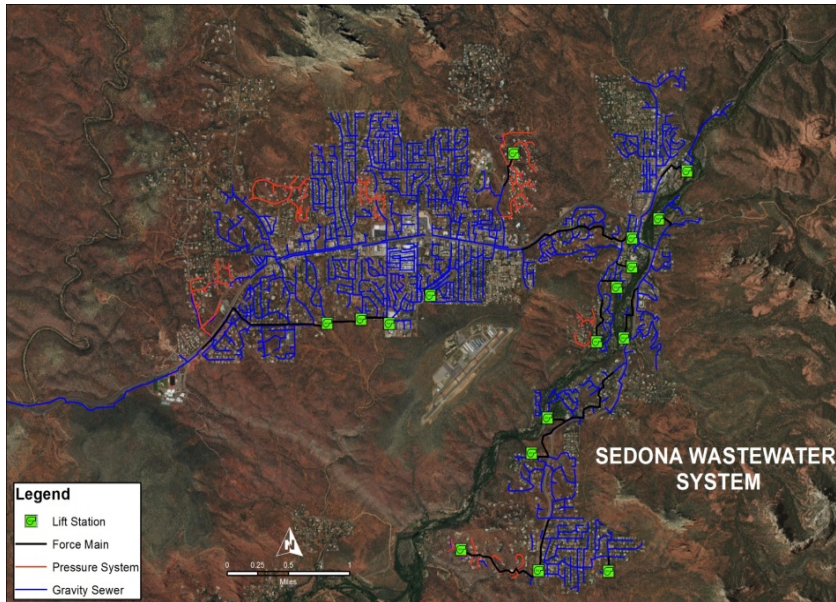 SEDONA WASTEWATER
SYSTEM
Legend
Lift Station
Force Main
Pressure System
Gravity Sewer
N
0 0.25 0.5 1
Miles